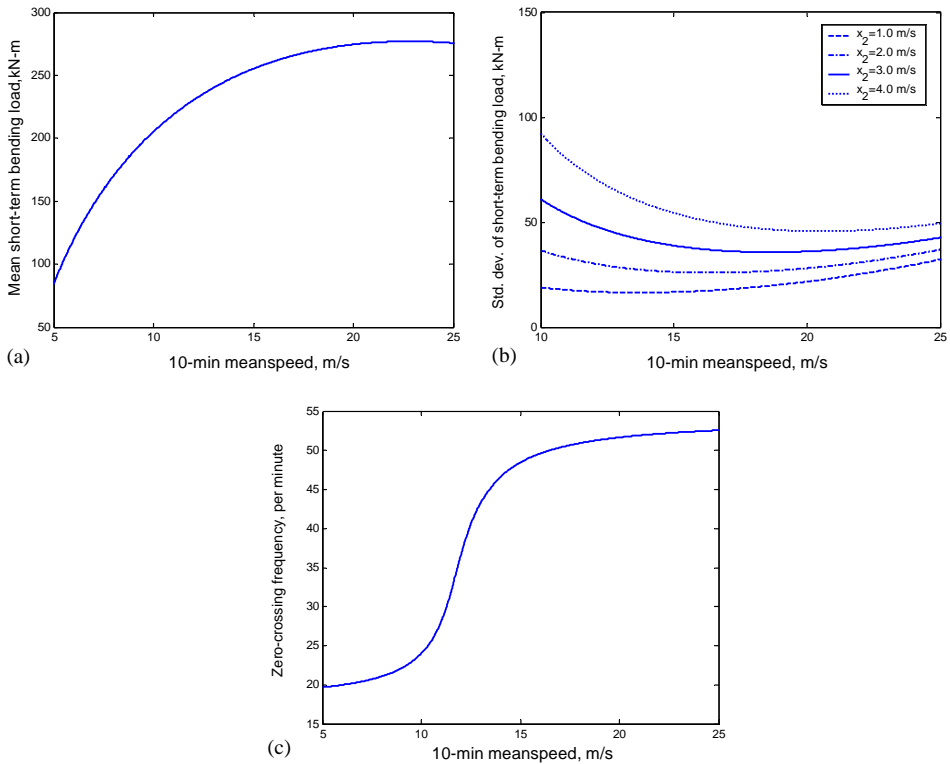 300
250
200
150
100
50
5
10
15
20
25
Mean short-term bending load,kN-m
10-min meanspeed, m/s
(a)
150
100
50
0
10
15
20
25
Std. dev. of short-term bending load, kN-m
10-min meanspeed, m/s
x2=1.0 m/s
x2=2.0 m/s
x2=3.0 m/s
x2=4.0 m/s
(b)
55
50
45
40
35
30
25
20
15
5
10
15
20
25
Zero-crossing frequency, per minute
10-min meanspeed, m/s
(c)